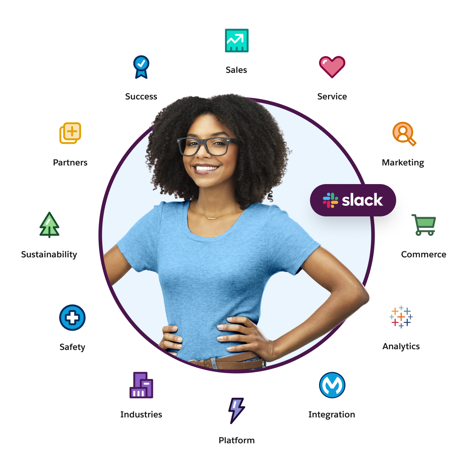 Sales
Success
Service
Partners
Marketing
slack
Sustainability
Commerce
Safety
Analytics
Industries
Integration
Platform